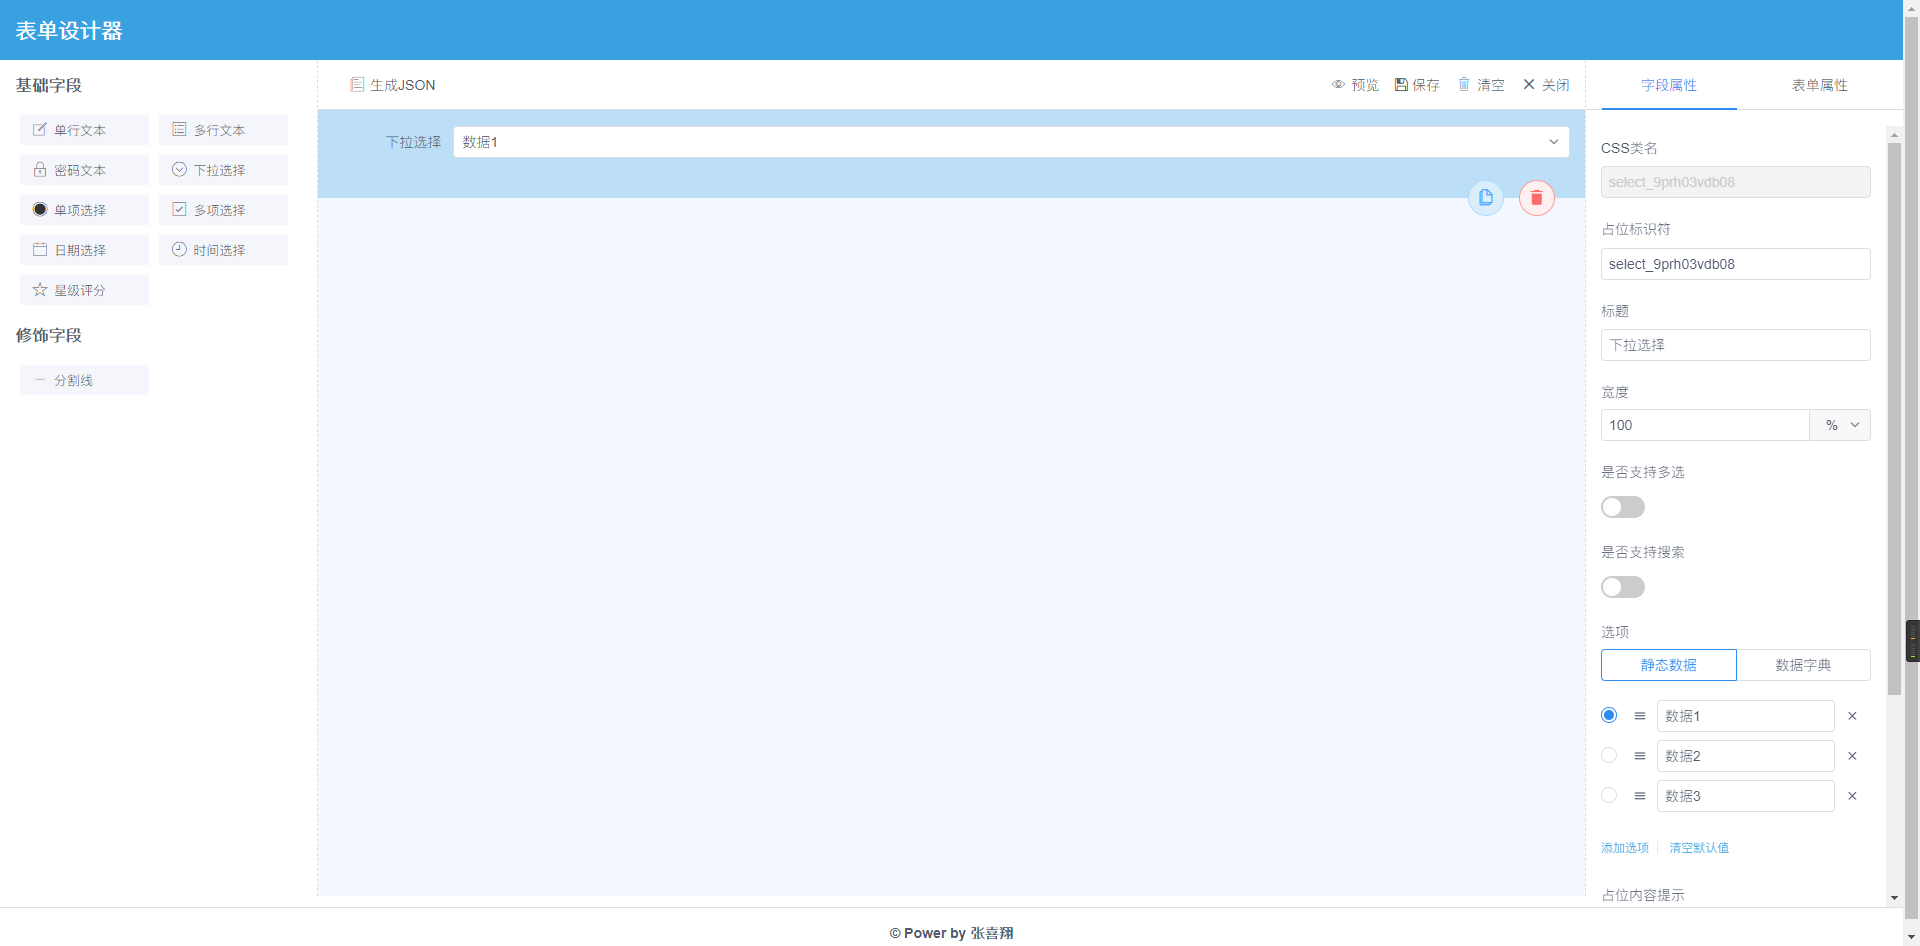 表单设计器
基础字段
单行文本
多行文本
密码文本
下拉选择
单项选择
多项选择
日期选择
时间选择
星级评分
修饰字段
分割线
生成JSON
预览 保存 清空 关闭
下拉选择 数据1
字段属性 表单属性
CSS类名
select_9prh03vdb08
占位标识符
select_9prh03vdb08
标题
下拉选择
宽度
100 %
是否支持多选
是否支持搜索
选项
静态数据 数据字典
数据1
数据2
数据3
添加选项 清空默认值
占位内容提示
© Power by 张喜翔